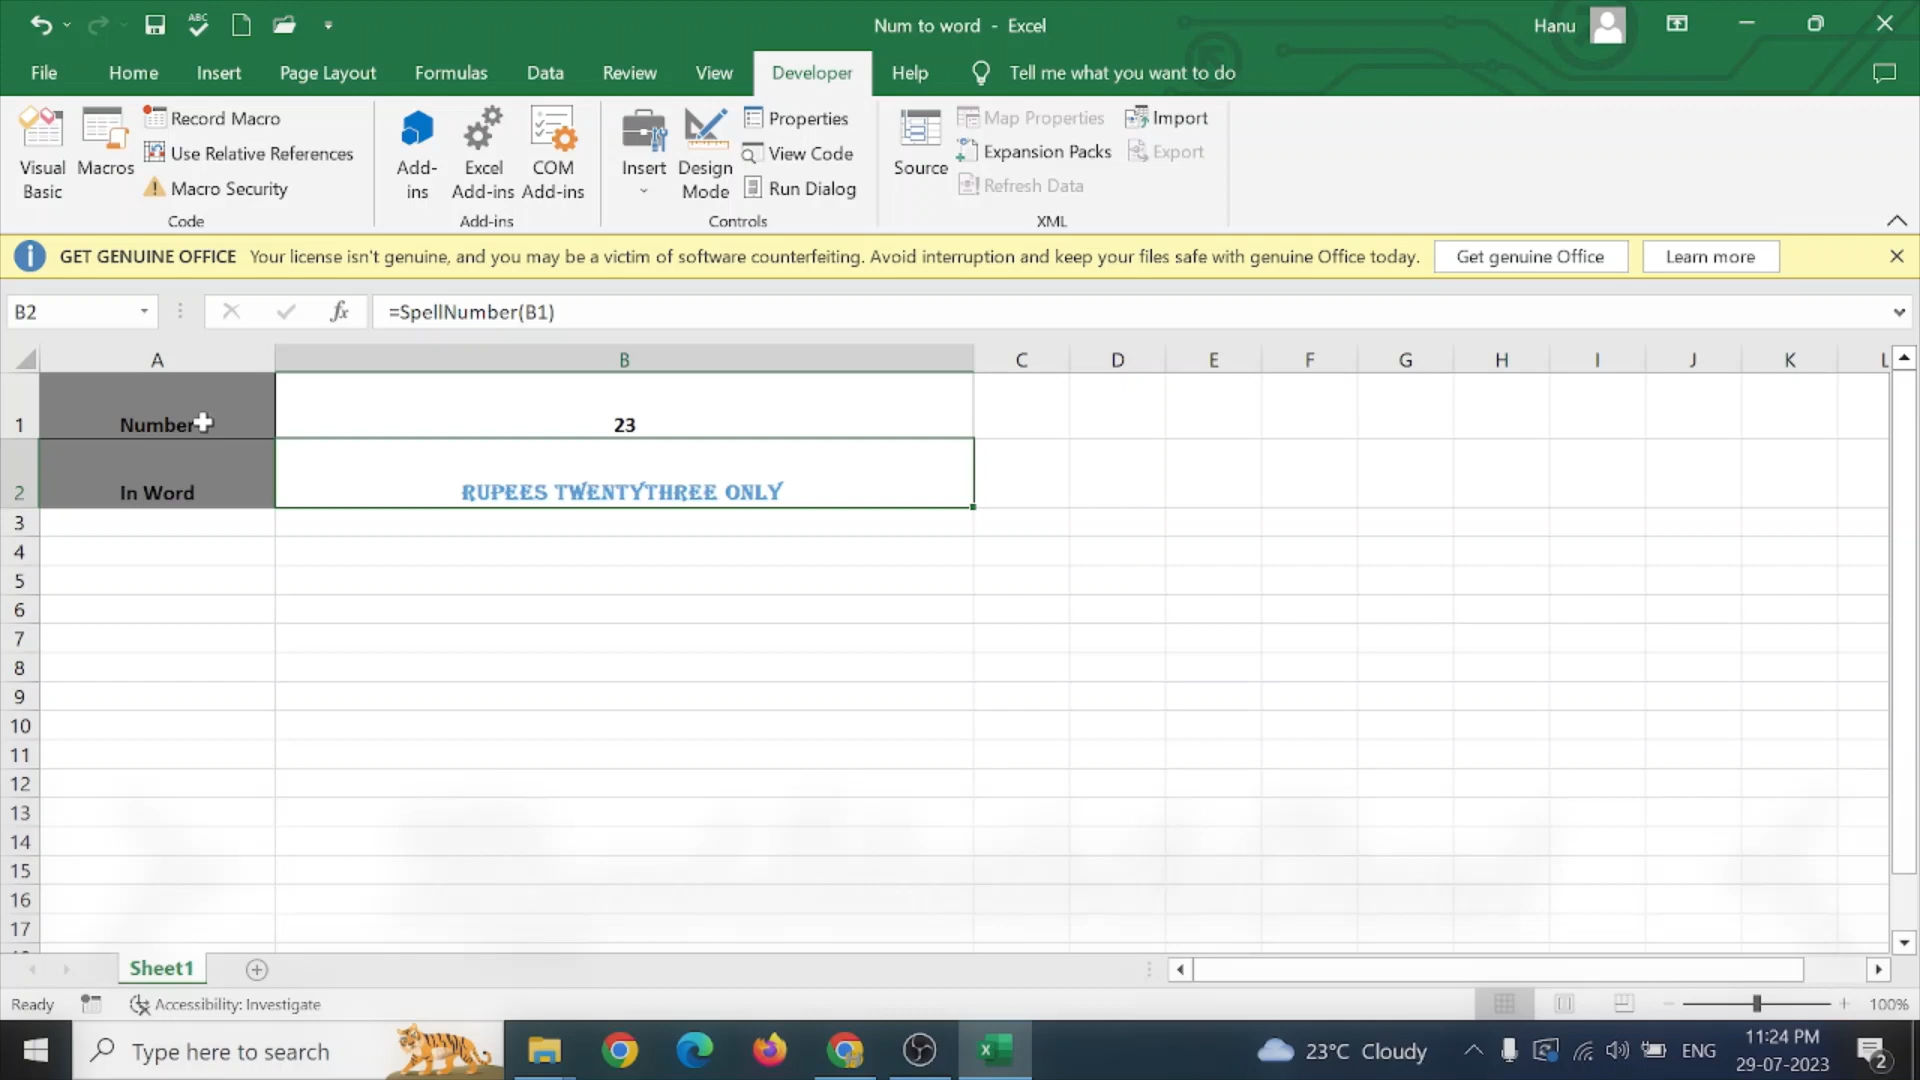 ABC
Num to word - Excel
Hanu
File Home Insert Page Layout Formulas Data Review View Developer Help Tell me what you want to do
Visual Basic
Macros
Record Macro
Use Relative References
Macro Security
Code
Add-ins
Excel Add-ins
COM Add-ins
Add-ins
Insert
Design Mode
Properties
View Code
Run Dialog
Controls
Source
Map Properties
Expansion Packs
Refresh Data
Import
Export
XML
GET GENUINE OFFICE Your license isn't genuine, and you may be a victim of software counterfeiting. Avoid interruption and keep your files safe with genuine Office today. Get genuine Office Learn more
B2 fx =SpellNumber(B1)
A B C D E F G H I J K L
1 Number 23
2 In Word RUPEES TWENTYTHREE ONLY
3
4
5
6
7
8
9
10
11
12
13
14
15
16
17
Sheet1
Ready Accessibility: Investigate 100%
Type here to search 23°C Cloudy ENG 11:24 PM
29-07-2023
2